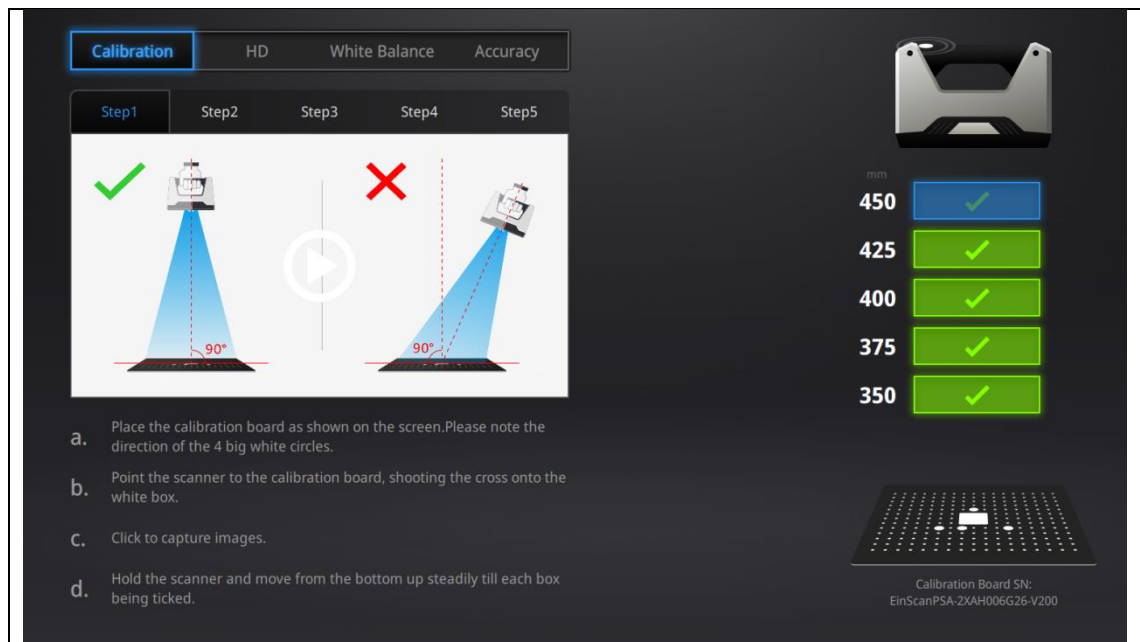 Calibration HD White Balance Accuracy
Step1 Step2 Step3 Step4 Step5
90°
90°
a. Place the calibration board as shown on the screen.Please note the
direction of the 4 big white circles.
b. Point the scanner to the calibration board, shooting the cross onto the
white box.
c. Click to capture images.
d. Hold the scanner and move from the bottom up steadily till each box
being ticked.
mm
450
425
400
375
350
Calibration Board SN:
EinScanPSA-2XAH006G26-V200